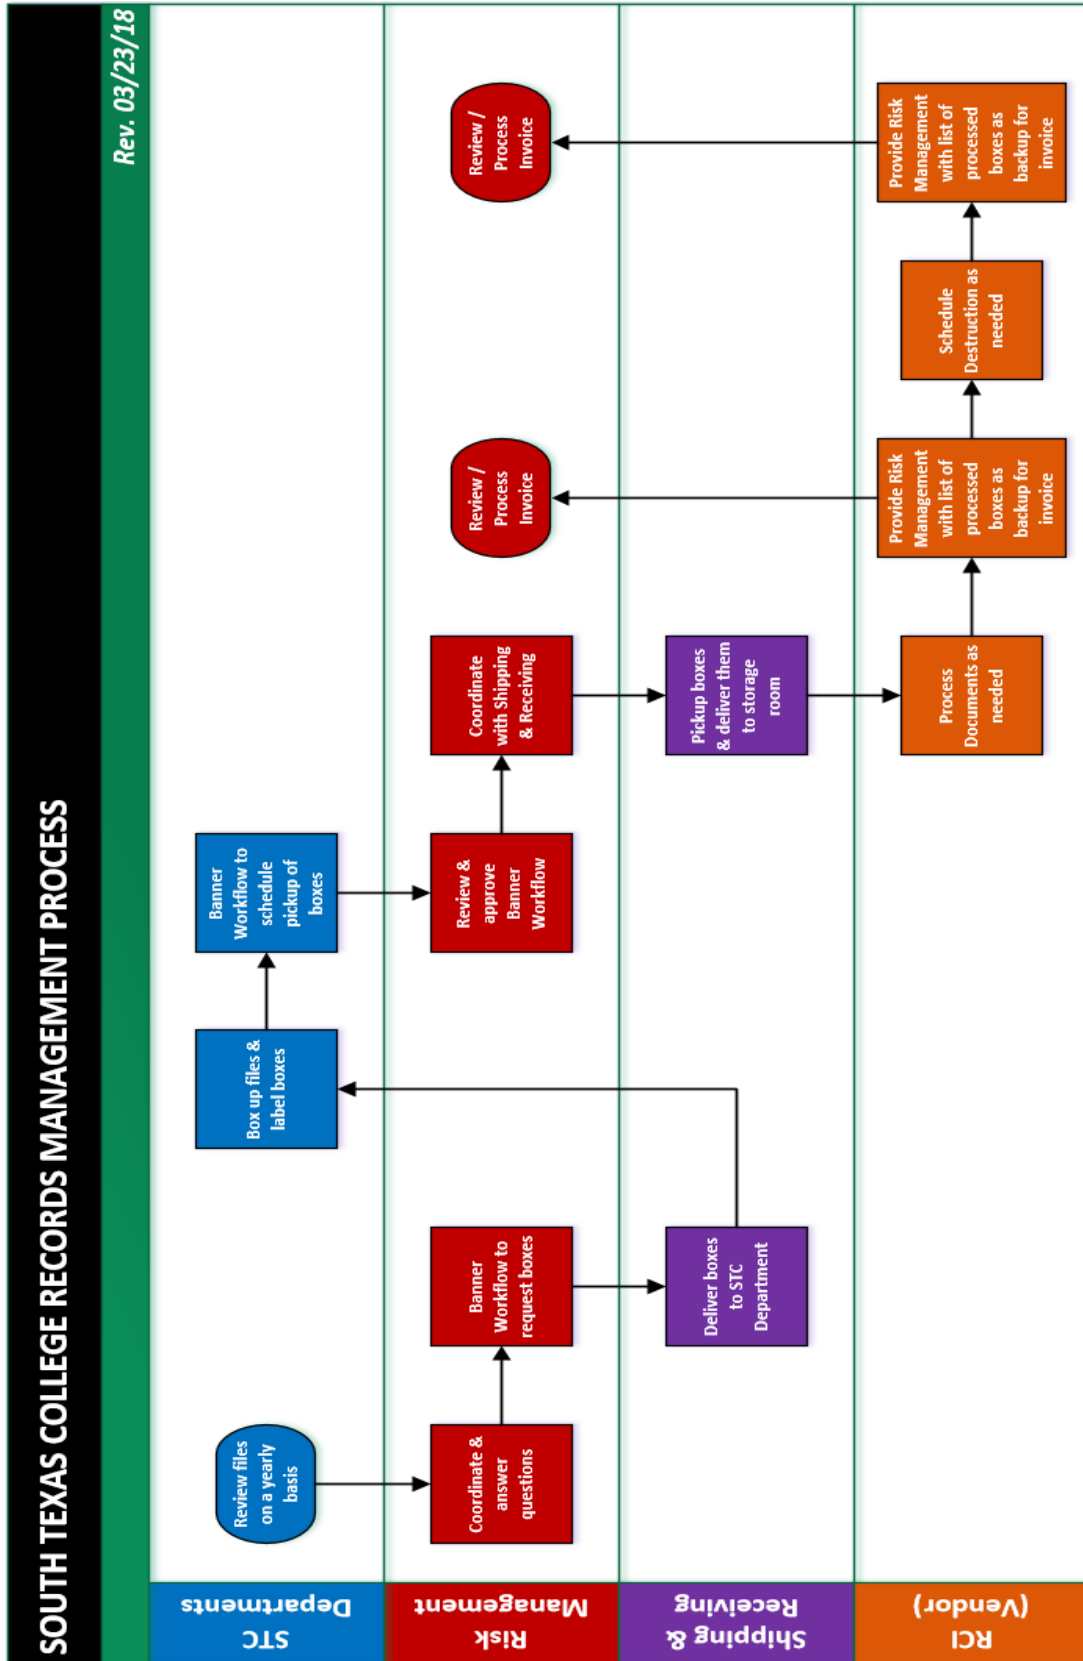 SOUTH TEXAS COLLEGE RECORDS MANAGEMENT PROCESS
Rev. 03/23/18
STC
Departments
Review files
on a yearly
basis
Box up files &
label boxes
Banner
Workflow to
schedule
pickup of
boxes
Risk
Management
Coordinate &
answer
questions
Banner
Workflow to
request boxes
Review &
approve
Banner
Workflow
Coordinate
with Shipping
& Receiving
Review /
Process
Invoice
Review /
Process
Invoice
Shipping &
Receiving
Deliver boxes
to STC
Department
Pickup boxes
& deliver them
to storage
room
RCI
(Vendor)
Process
Documents as
needed
Provide Risk
Management
with list of
processed
boxes as
backup for
invoice
Schedule
Destruction as
needed
Provide Risk
Management
with list of
processed
boxes as
backup for
invoice